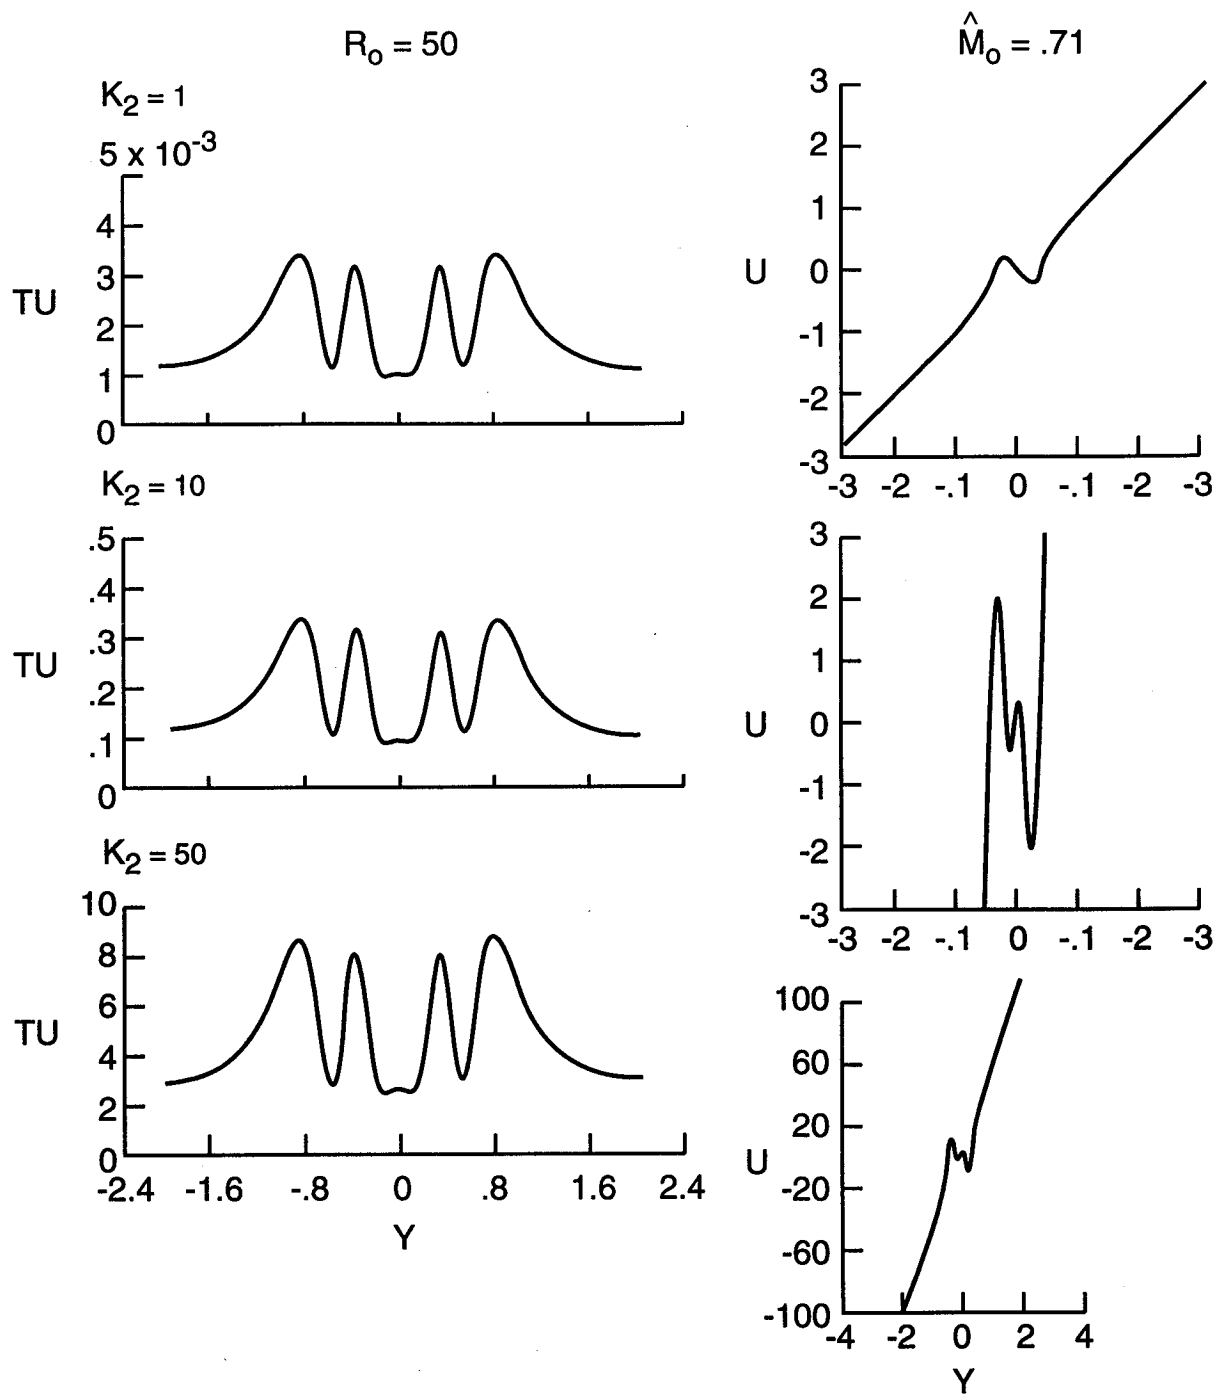 R₀ = 50
M̂₀ = .71
K₂ = 1
5 x 10⁻³
4
3
TU
2
1
0
3
2
1
U
0
-1
-2
-3
-3 -2 -.1 0 -.1 -2 -3
K₂ = 10
.5
.4
.3
TU
.2
.1
0
3
2
1
U
0
-1
-2
-3
-3 -2 -.1 0 -.1 -2 -3
K₂ = 50
10
8
6
TU
4
2
0
-2.4 -1.6 -.8 0 .8 1.6 2.4
Y
100
60
20
U
-20
-60
-100
-4 -2 0 2 4
Y